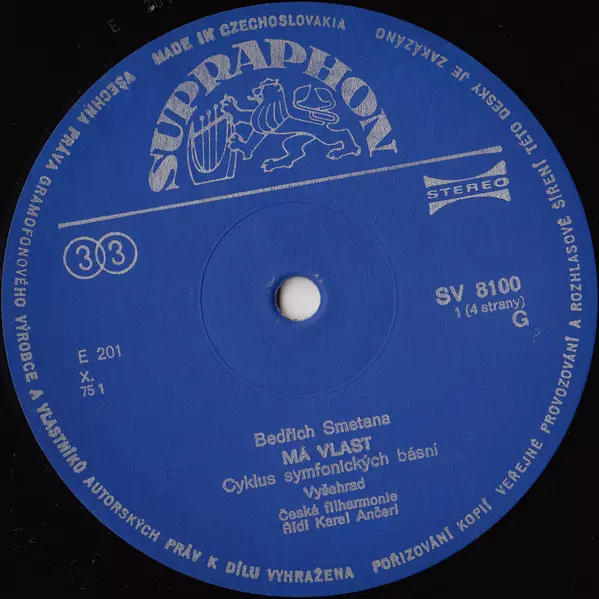 E 20
MADE IN CZECHOSLOVAKIA
VŠECHNA PRÁVA GRAMOFONOVÉHO VÝROBCE A VLASTNÍKŮ AUTORSKÝCH PRÁV K DÍLU VYHRAŽENA
POŘIZOVÁNÍ KOPIÍ VEŘEJNÉ PROVOZOVÁNÍ A ROZHLASOVÉ ŠÍŘENÍ TÉTO DESKY JE ZAKÁZÁNO
SUPRAPHON
STEREO
33
SV 8100
1 (4 strany)
G
E 201
X.
75 1
Bedřich Smetana
MÁ VLAST
Cyklus symfonických básní
Vyšehrad
Česká filharmonie
Řídí Karel Ančerl